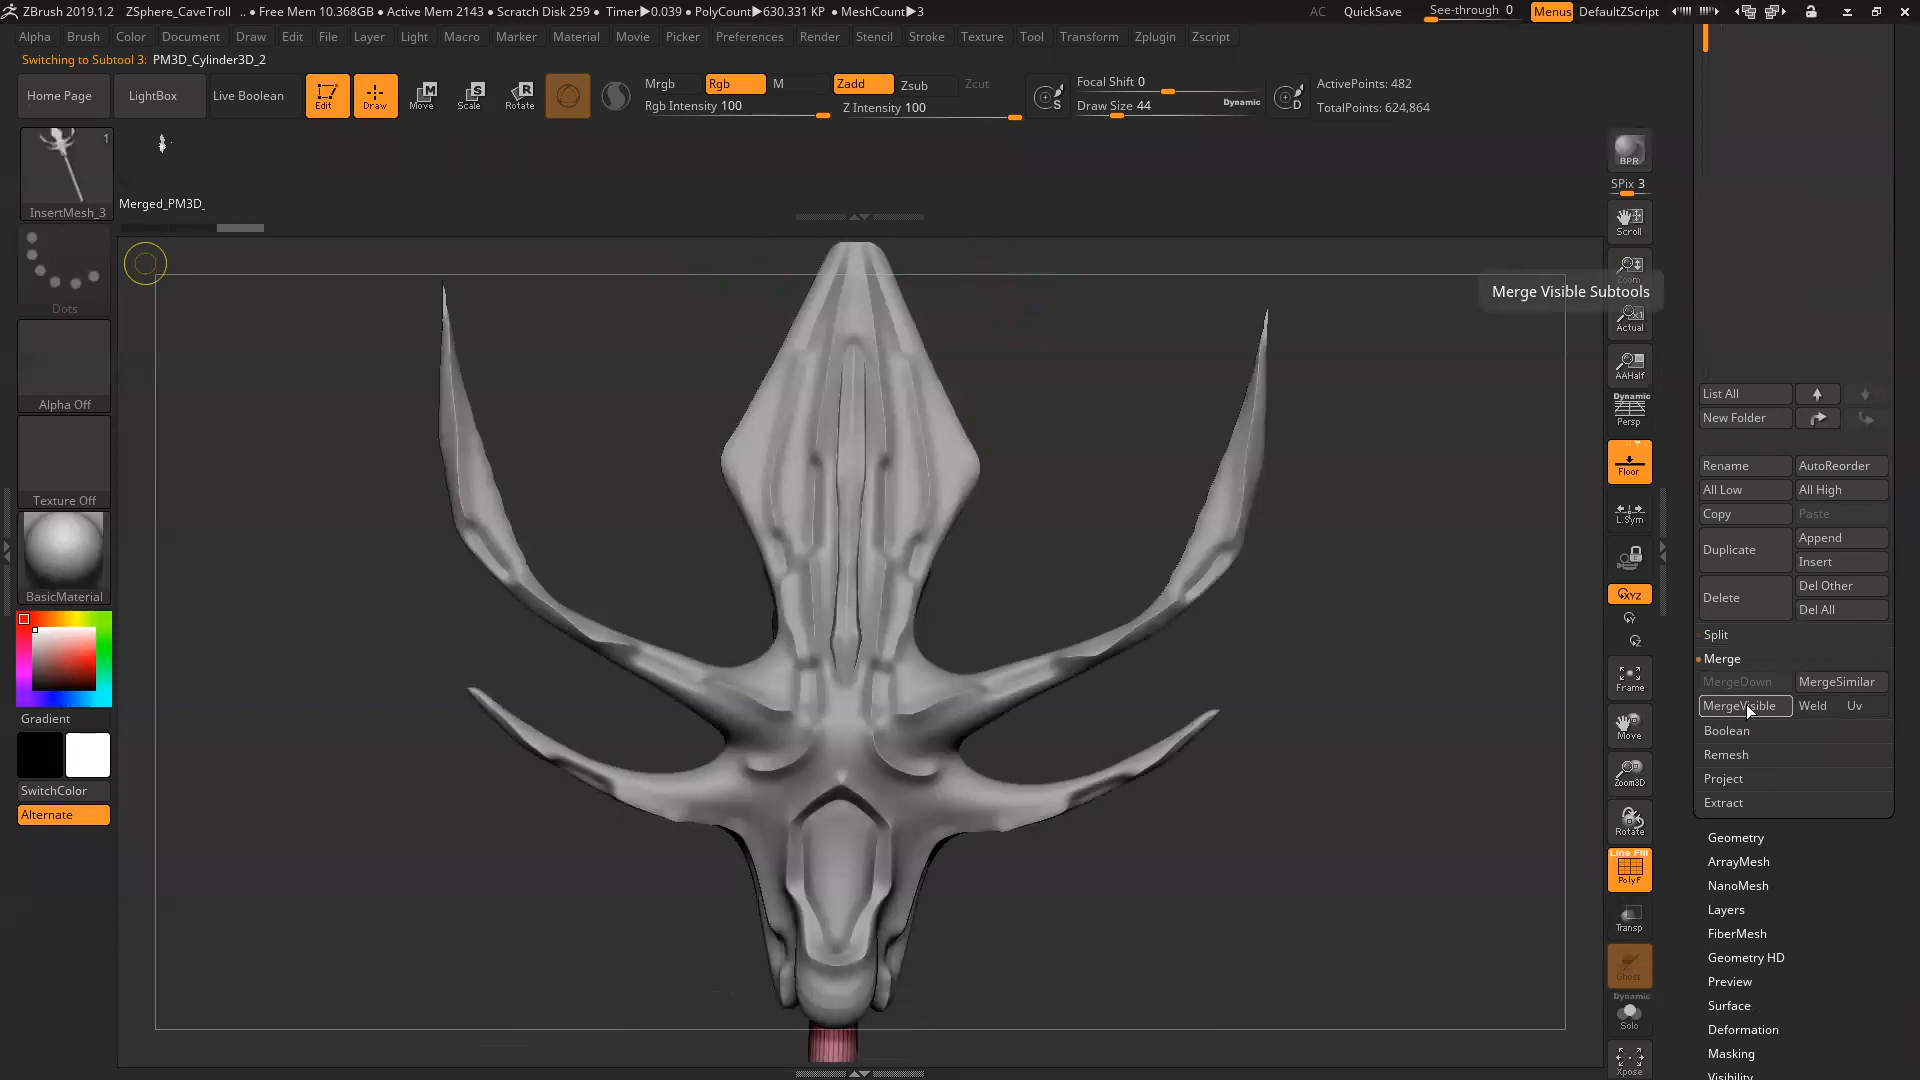 ZBrush 2019.1.2 ZSphere_CaveTroll .. ● Free Mem 10.368GB ● Active Mem 2143 ● Scratch Disk 259 ● Timer▶0.039 ● PolyCount▶630.331 KP ● MeshCount▶3 AC QuickSave See-through 0 Menus DefaultZScript
Alpha Brush Color Document Draw Edit File Layer Light Macro Marker Material Movie Picker Preferences Render Stencil Stroke Texture Tool Transform Zplugin Zscript
Switching to Subtool 3: PM3D_Cylinder3D_2
Home Page LightBox Live Boolean Edit Draw Move Scale Rotate
Mrgb Rgb M Zadd Zsub Zcut
Rgb Intensity 100 Z Intensity 100
Focal Shift 0
Draw Size 44 Dynamic
ActivePoints: 482
TotalPoints: 624,864
1
InsertMesh_3
Merged_PM3D_
Dots
Alpha Off
Texture Off
BasicMaterial
Gradient
SwitchColor
Alternate
BPR
SPix 3
Scroll
Zoom
Merge Visible Subtools
Actual
AAHalf
Dynamic
Persp
Floor
L.Sym
XYZ
Y
Z
Frame
Move
Zoom3D
Rotate
Line Fill
PolyF
Transp
Ghost
Dynamic
Solo
Xpose
List All
New Folder
Rename AutoReorder
All Low All High
Copy Paste
Duplicate Append
Insert
Delete Del Other
Del All
Split
Merge
MergeDown MergeSimilar
MergeVisible Weld Uv
Boolean
Remesh
Project
Extract
Geometry
ArrayMesh
NanoMesh
Layers
FiberMesh
Geometry HD
Preview
Surface
Deformation
Masking
Visibility